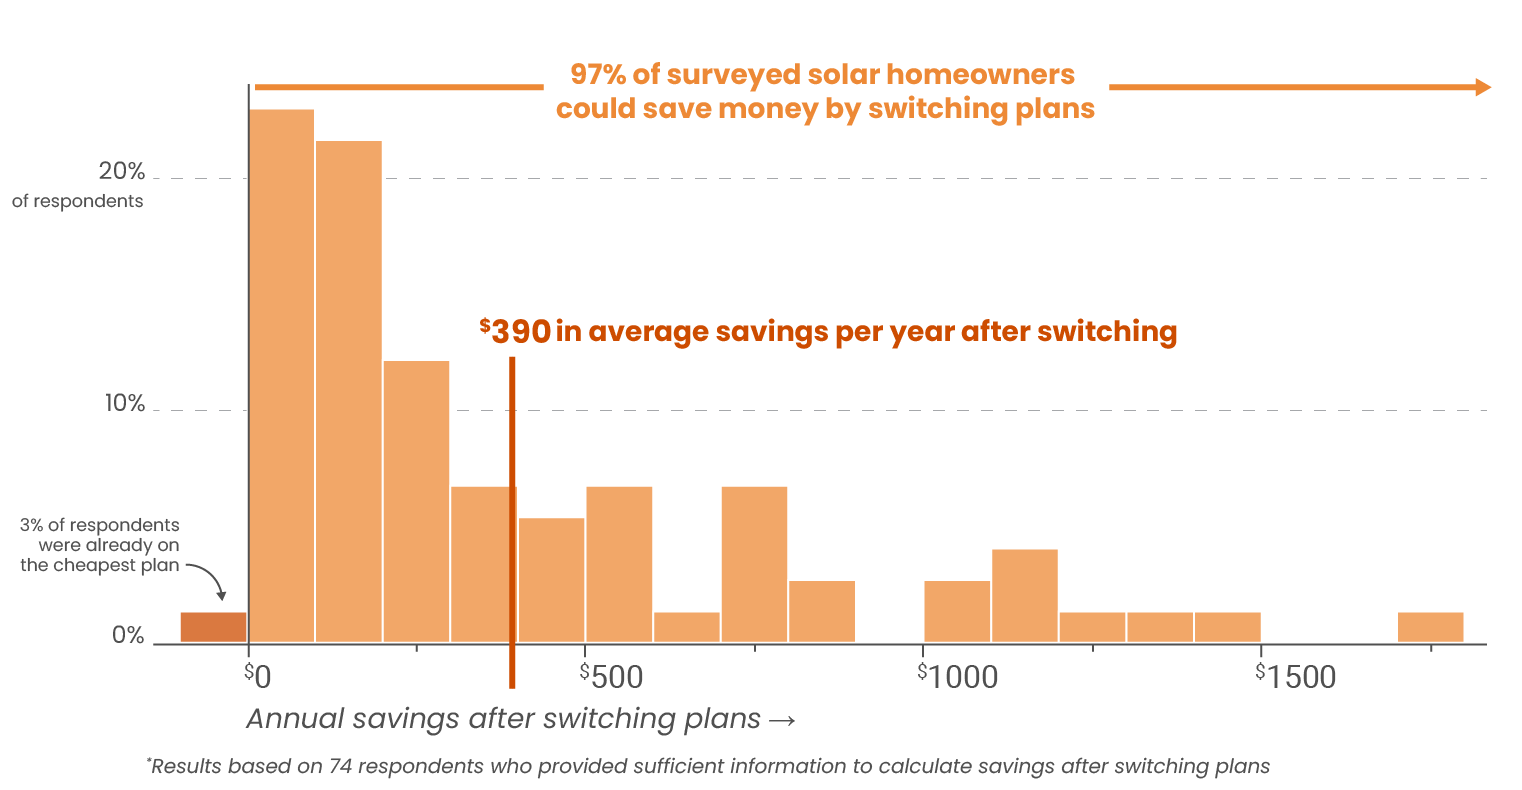 97% of surveyed solar homeowners
could save money by switching plans
20%
of respondents
$390 in average savings per year after switching
10%
3% of respondents
were already on
the cheapest plan
0%
$0 $500 $1000 $1500
Annual savings after switching plans →
*Results based on 74 respondents who provided sufficient information to calculate savings after switching plans